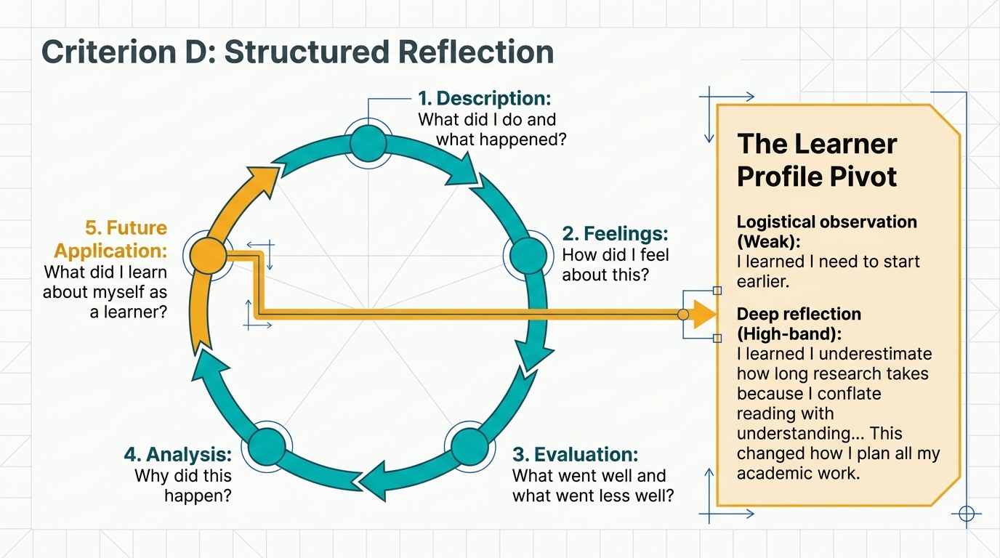 Criterion D: Structured Reflection
1. Description:
What did I do and
what happened?
2. Feelings:
How did I feel
about this?
3. Evaluation:
What went well and
what went less well?
4. Analysis:
Why did this
happen?
5. Future
Application:
What did I learn
about myself as
a learner?
The Learner
Profile Pivot
Logistical observation
(Weak):
I learned I need to start
earlier.
Deep reflection
(High-band):
I learned I underestimate
how long research takes
because I conflate
reading with
understanding... This
changed how I plan all my
academic work.